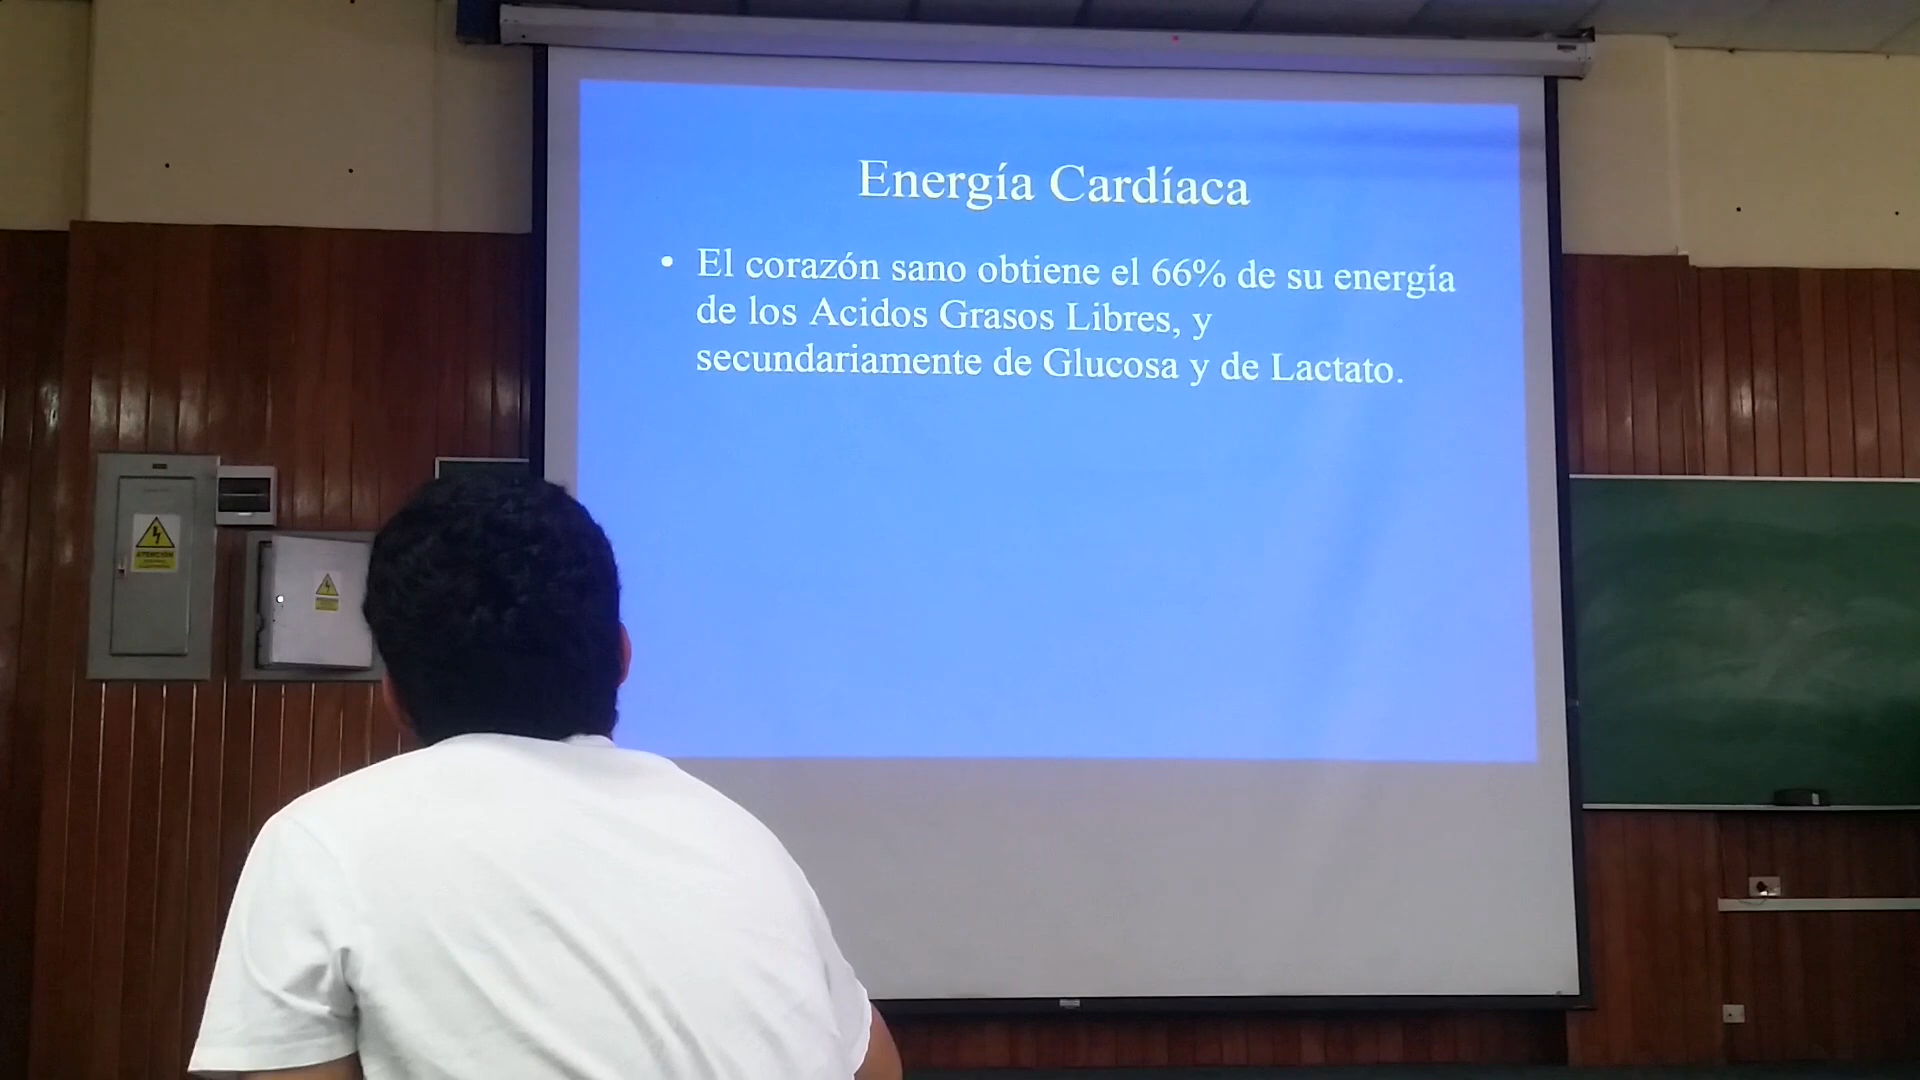 Energía Cardíaca
• El corazón sano obtiene el 66% de su energía
de los Acidos Grasos Libres, y
secundariamente de Glucosa y de Lactato.
ATENCIÓN